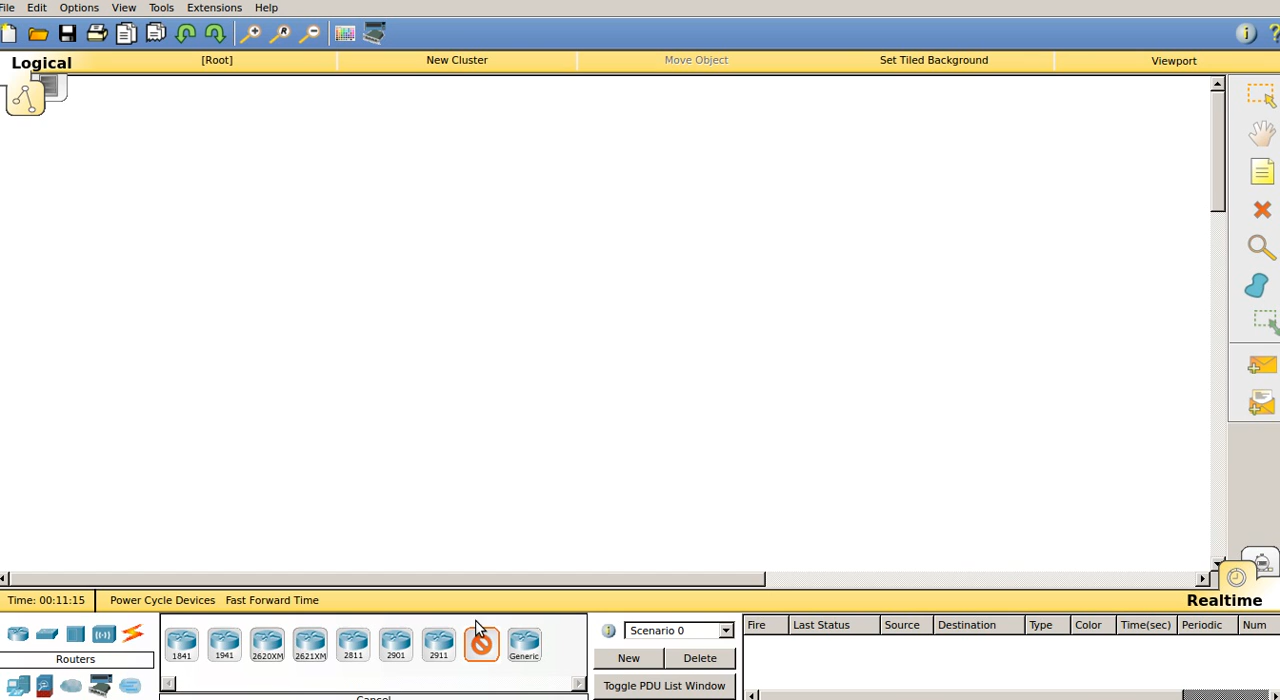 File Edit Options View Tools Extensions Help
Logical [Root] New Cluster Move Object Set Tiled Background Viewport
Time: 00:11:15 Power Cycle Devices Fast Forward Time Realtime
1841 1941 2620XM 2621XM 2811 2901 2911 Generic
Routers
Cancel
Scenario 0
New Delete
Toggle PDU List Window
Fire Last Status Source Destination Type Color Time(sec) Periodic Num